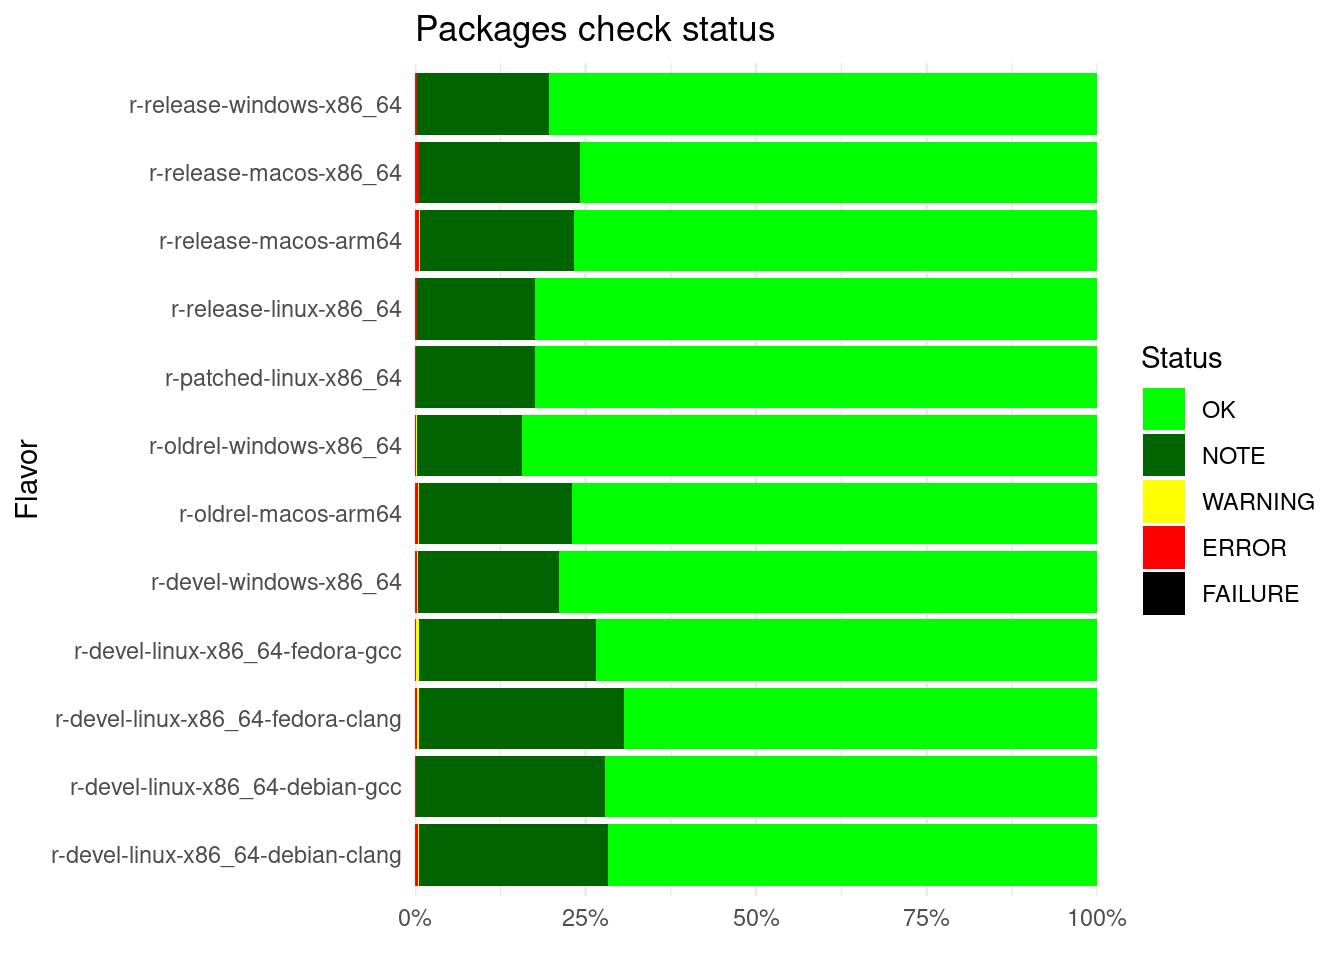 Packages check status
Flavor
r-release-windows-x86_64
r-release-macos-x86_64
r-release-macos-arm64
r-release-linux-x86_64
r-patched-linux-x86_64
r-oldrel-windows-x86_64
r-oldrel-macos-arm64
r-devel-windows-x86_64
r-devel-linux-x86_64-fedora-gcc
r-devel-linux-x86_64-fedora-clang
r-devel-linux-x86_64-debian-gcc
r-devel-linux-x86_64-debian-clang
0% 25% 50% 75% 100%
Status
OK
NOTE
WARNING
ERROR
FAILURE